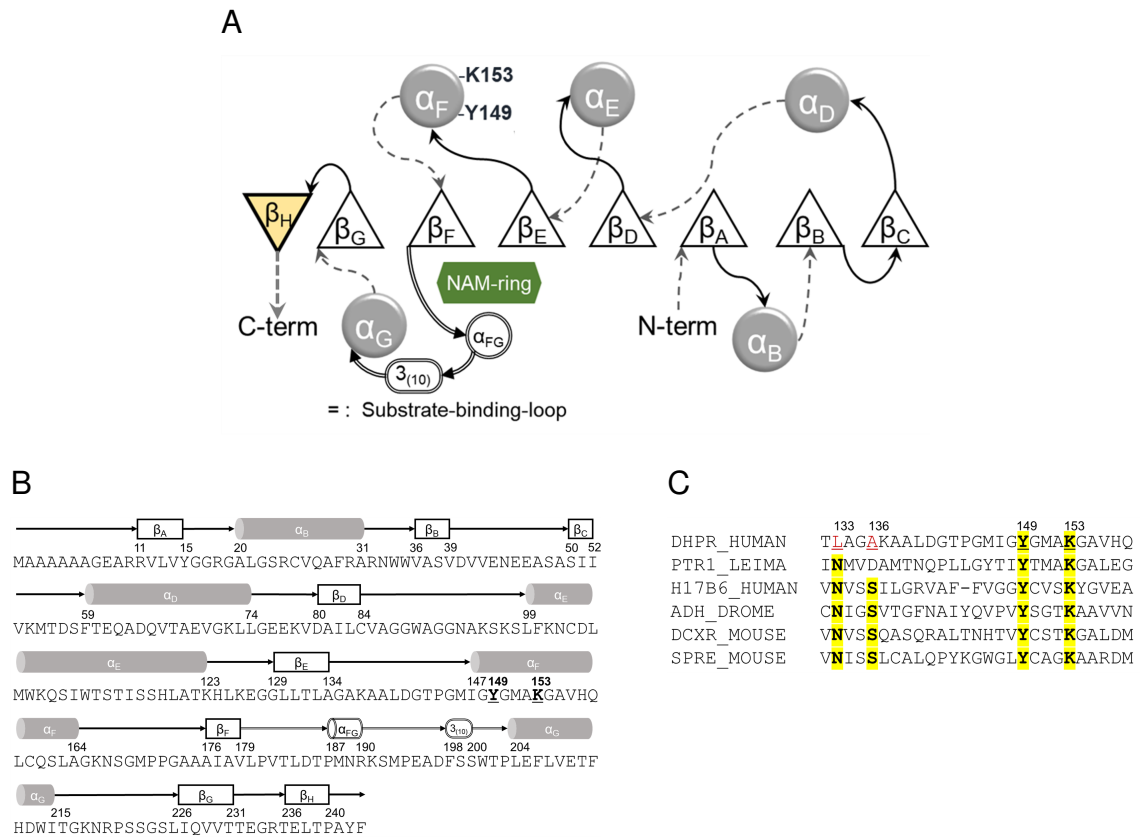 A
αF -K153
-Y149
αE
αD
βH βG βF βE βD βA βB βC
NAM-ring
C-term αG αFG N-term αB
3(10)
= : Substrate-binding-loop
B
βA αB βB βC
11 15 20 31 36 39 50 52
MAAAAAAGEARRVLVYGGRGALGSRCVQAFRARNWWVASVDVVENEEASASII
αD βD αE
59 74 80 84 99
VKMTDSFTEQADQVTAEVGKLLGEEKVDAILCVAGGWAGGNAKSKSLFKNCDL
αE βE αF
123 129 134 147 149 153
MWKQSIWTSTISSHLATKHLKEGGLLTLAGAKAALDGTPGMIGYGMAKGAVHQ
αF βF αFG 3(10) αG
164 176 179 187 190 198 200 204
LCQSLAGKNSGMPPGAAAIAVLPVTLDTPMNRKSMPEADFSSWTPLEFLVETF
αG βG βH
215 226 231 236 240
HDWITGKNRPSSGSLIQVVTTEGRTELTPAYF
C
133 136 149 153
DHPR_HUMAN TLAGAKAALDGTPGMIGYGMAKGAVHQ
PTR1_LEIMA INMVDAMTNQPLLGYTIYTMAKGALEG
H17B6_HUMAN VNVSSILGRVAF-FVGGYCVSKYGVEA
ADH_DROME CNIGSVTGFNAIYQVPVYSGTKAAVVN
DCXR_MOUSE VNVSSQASQRALTNHTVYCSTKGALDM
SPRE_MOUSE VNISSLCALQPYKGWGLYCAGKAARDM